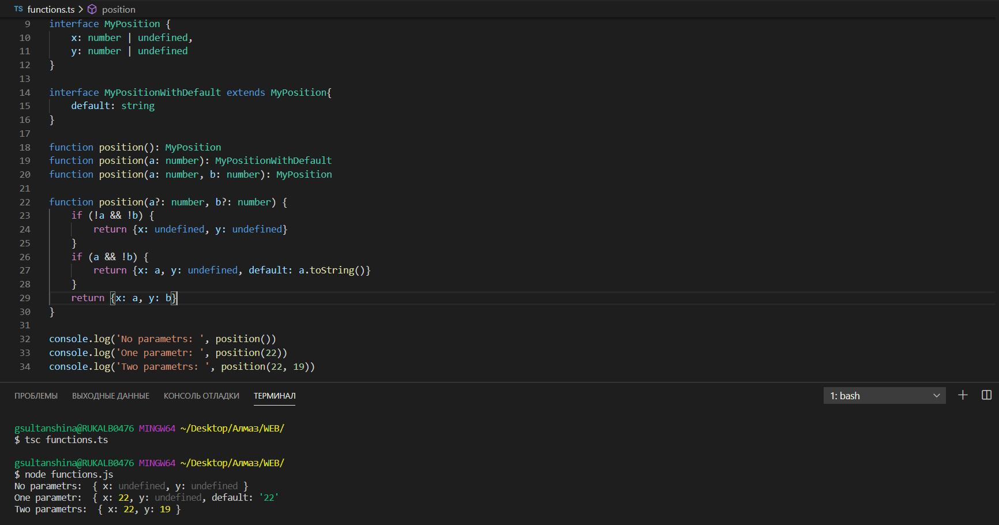 TS functions.ts > position
9 interface MyPosition {
10 x: number | undefined,
11 y: number | undefined
12 }
13
14 interface MyPositionWithDefault extends MyPosition{
15 default: string
16 }
17
18 function position(): MyPosition
19 function position(a: number): MyPositionWithDefault
20 function position(a: number, b: number): MyPosition
21
22 function position(a?: number, b?: number) {
23 if (!a && !b) {
24 return {x: undefined, y: undefined}
25 }
26 if (a && !b) {
27 return {x: a, y: undefined, default: a.toString()}
28 }
29 return {x: a, y: b}
30 }
31
32 console.log('No parametrs: ', position())
33 console.log('One parametr: ', position(22))
34 console.log('Two parametrs: ', position(22, 19))
ПРОБЛЕМЫ ВЫХОДНЫЕ ДАННЫЕ КОНСОЛЬ ОТЛАДКИ ТЕРМИНАЛ 1: bash
gsultanshina@RUKALB0476 MINGW64 ~/Desktop/Алмаз/WEB/
$ tsc functions.ts
gsultanshina@RUKALB0476 MINGW64 ~/Desktop/Алмаз/WEB/
$ node functions.js
No parametrs:  { x: undefined, y: undefined }
One parametr:  { x: 22, y: undefined, default: '22' }
Two parametrs:  { x: 22, y: 19 }